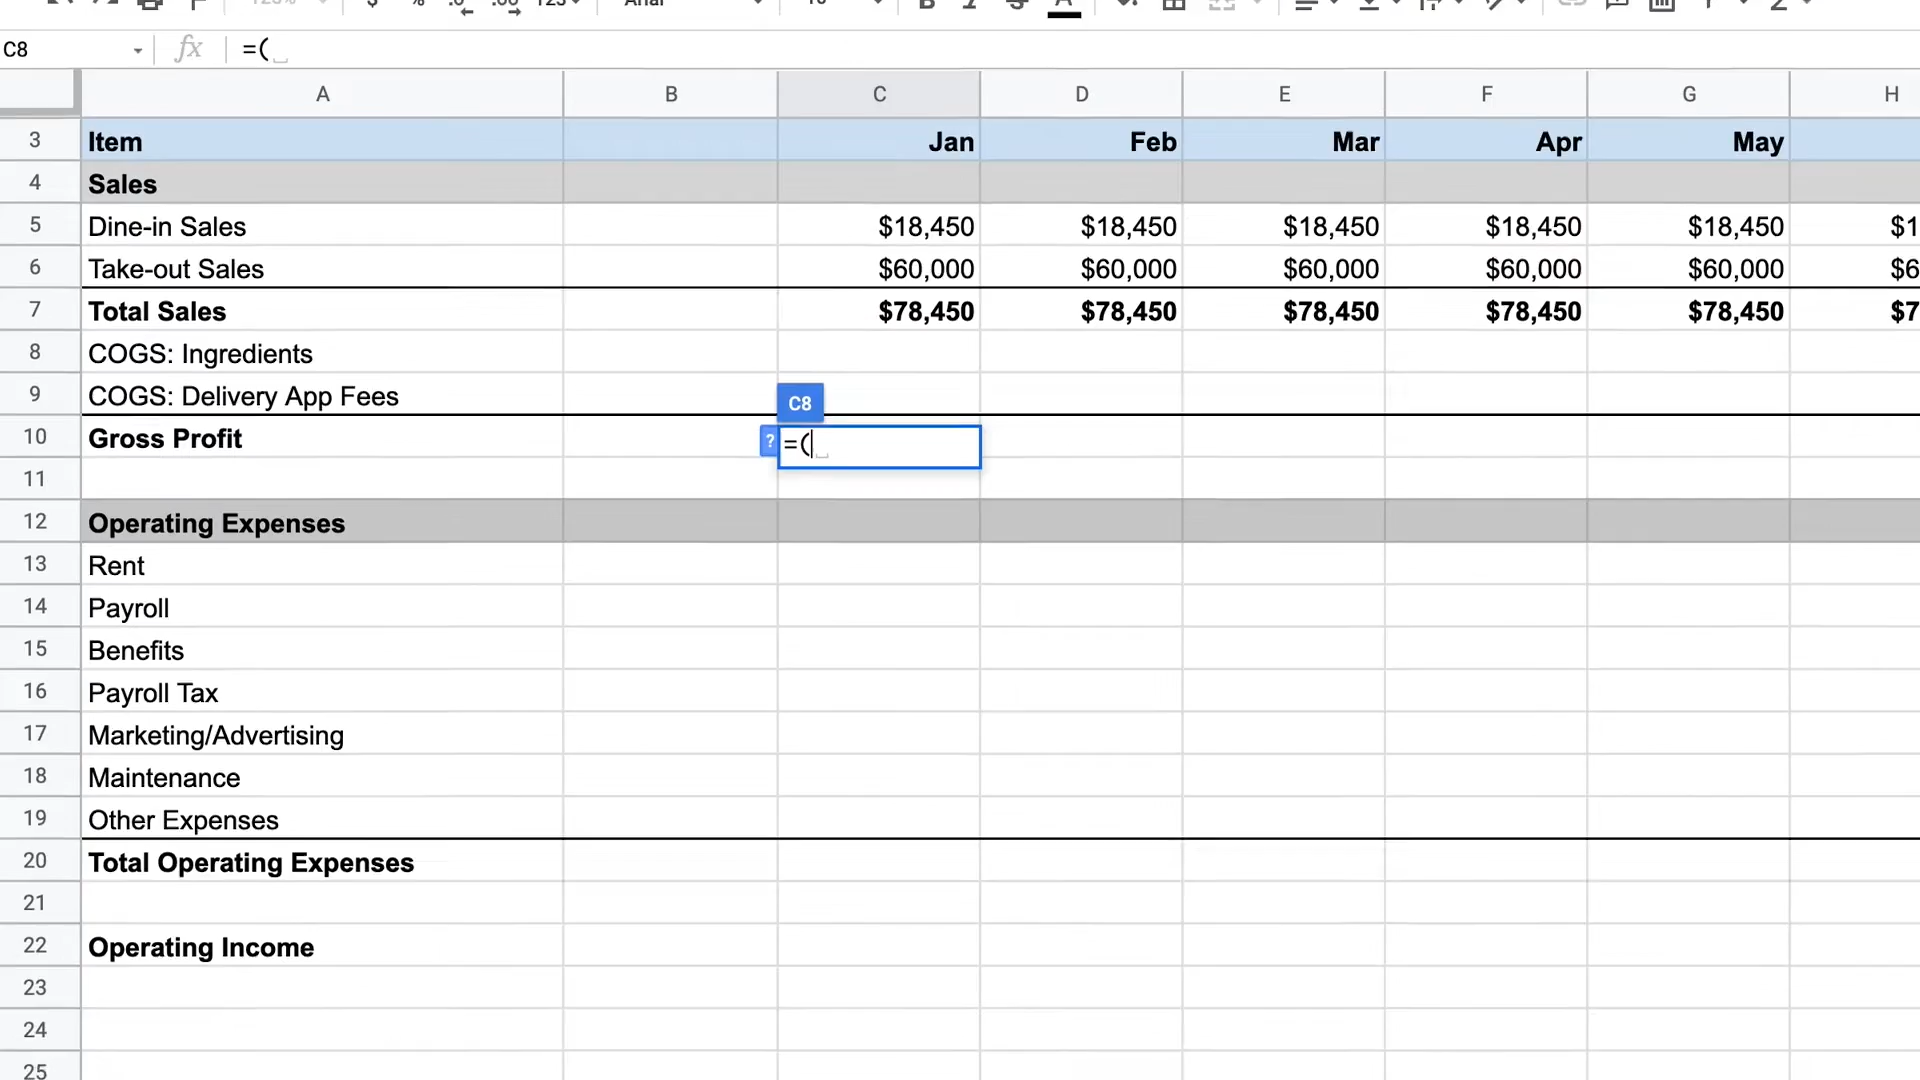 C8 fx =(
A B C D E F G H
3 Item Jan Feb Mar Apr May
4 Sales
5 Dine-in Sales $18,450 $18,450 $18,450 $18,450 $18,450 $1
6 Take-out Sales $60,000 $60,000 $60,000 $60,000 $60,000 $6
7 Total Sales $78,450 $78,450 $78,450 $78,450 $78,450 $7
8 COGS: Ingredients
9 COGS: Delivery App Fees C8
10 Gross Profit ? =(
11
12 Operating Expenses
13 Rent
14 Payroll
15 Benefits
16 Payroll Tax
17 Marketing/Advertising
18 Maintenance
19 Other Expenses
20 Total Operating Expenses
21
22 Operating Income
23
24
25